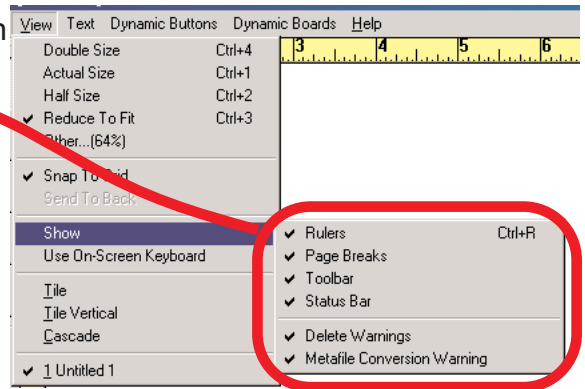 n
View Text Dynamic Buttons Dynamic Boards Help
3 4 5 6
Double Size Ctrl+4
Actual Size Ctrl+1
Half Size Ctrl+2
Reduce To Fit Ctrl+3
Other...(64%)
Snap To Grid
Send To Back
Show
Use On-Screen Keyboard
Tile
Tile Vertical
Cascade
1 Untitled 1
Rulers Ctrl+R
Page Breaks
Toolbar
Status Bar
Delete Warnings
Metafile Conversion Warning